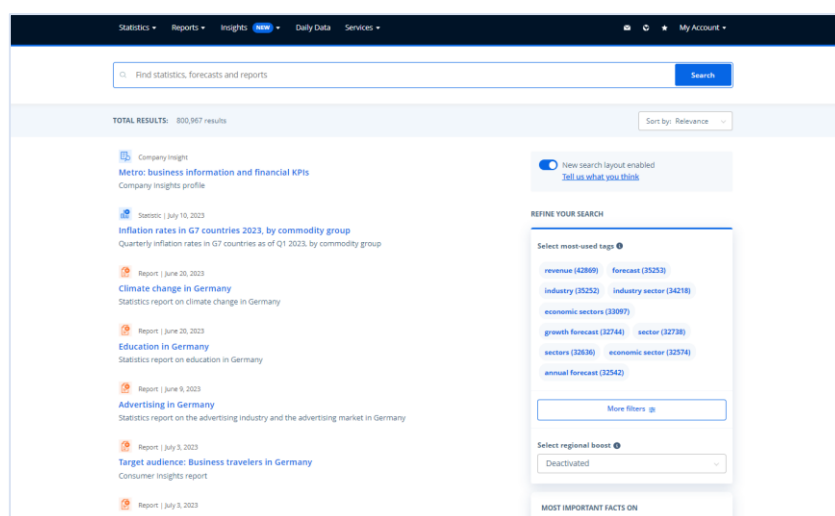 Statistics Reports Insights NEW Daily Data Services My Account
Find statistics, forecasts and reports Search
TOTAL RESULTS: 800,967 results Sort by: Relevance
Company Insight
Metro: business information and financial KPIs
Company Insights profile
Statistic | July 10, 2023
Inflation rates in G7 countries 2023, by commodity group
Quarterly inflation rates in G7 countries as of Q1 2023, by commodity group
Report | June 20, 2023
Climate change in Germany
Statistics report on climate change in Germany
Report | June 20, 2023
Education in Germany
Statistics report on education in Germany
Report | June 9, 2023
Advertising in Germany
Statistics report on the advertising industry and the advertising market in Germany
Report | July 3, 2023
Target audience: Business travelers in Germany
Consumer Insights report
Report | July 3, 2023
New search layout enabled
Tell us what you think
REFINE YOUR SEARCH
Select most-used tags
revenue (42869) forecast (35253)
industry (35252) industry sector (34218)
economic sectors (33097)
growth forecast (32744) sector (32738)
sectors (32636) economic sector (32574)
annual forecast (32542)
More filters
Select regional boost
Deactivated
MOST IMPORTANT FACTS ON